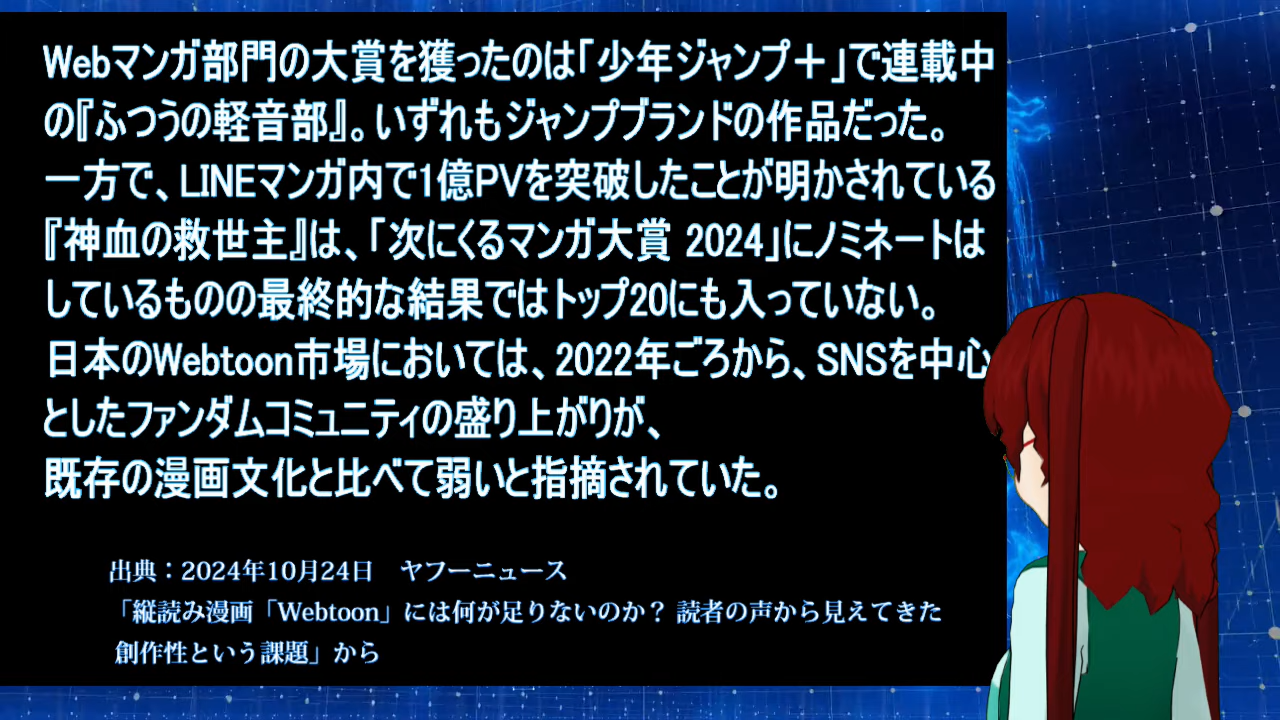 Webマンガ部門の大賞を獲ったのは「少年ジャンプ＋」で連載中
の『ふつうの軽音部』。いずれもジャンプブランドの作品だった。
一方で、LINEマンガ内で1億PVを突破したことが明かされている
『神血の救世主』は、「次にくるマンガ大賞 2024」にノミネートは
しているものの最終的な結果ではトップ20にも入っていない。
日本のWebtoon市場においては、2022年ごろから、SNSを中心
としたファンダムコミュニティの盛り上がりが、
既存の漫画文化と比べて弱いと指摘されていた。
出典：2024年10月24日　ヤフーニュース
「縦読み漫画「Webtoon」には何が足りないのか？ 読者の声から見えてきた
創作性という課題」から